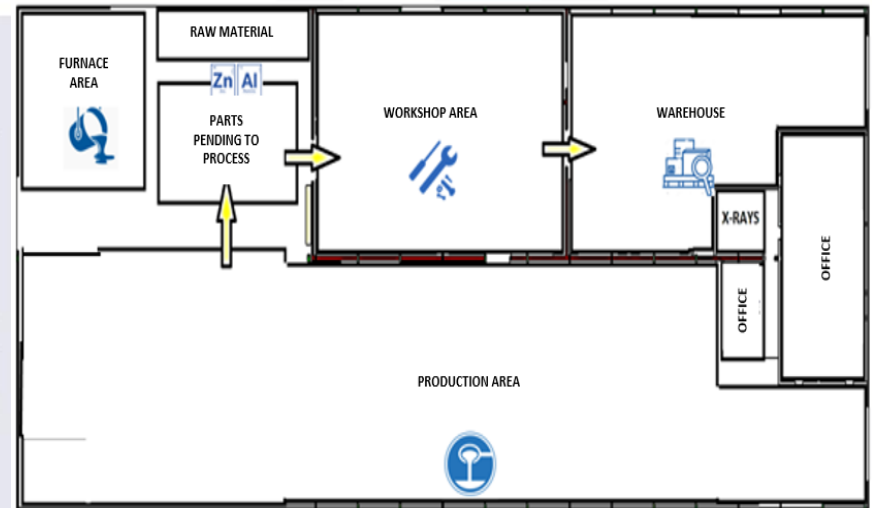 RAW MATERIAL
FURNACE
AREA
Zn Al
PARTS
PENDING TO
PROCESS
WORKSHOP AREA
WAREHOUSE
X-RAYS
OFFICE
OFFICE
PRODUCTION AREA